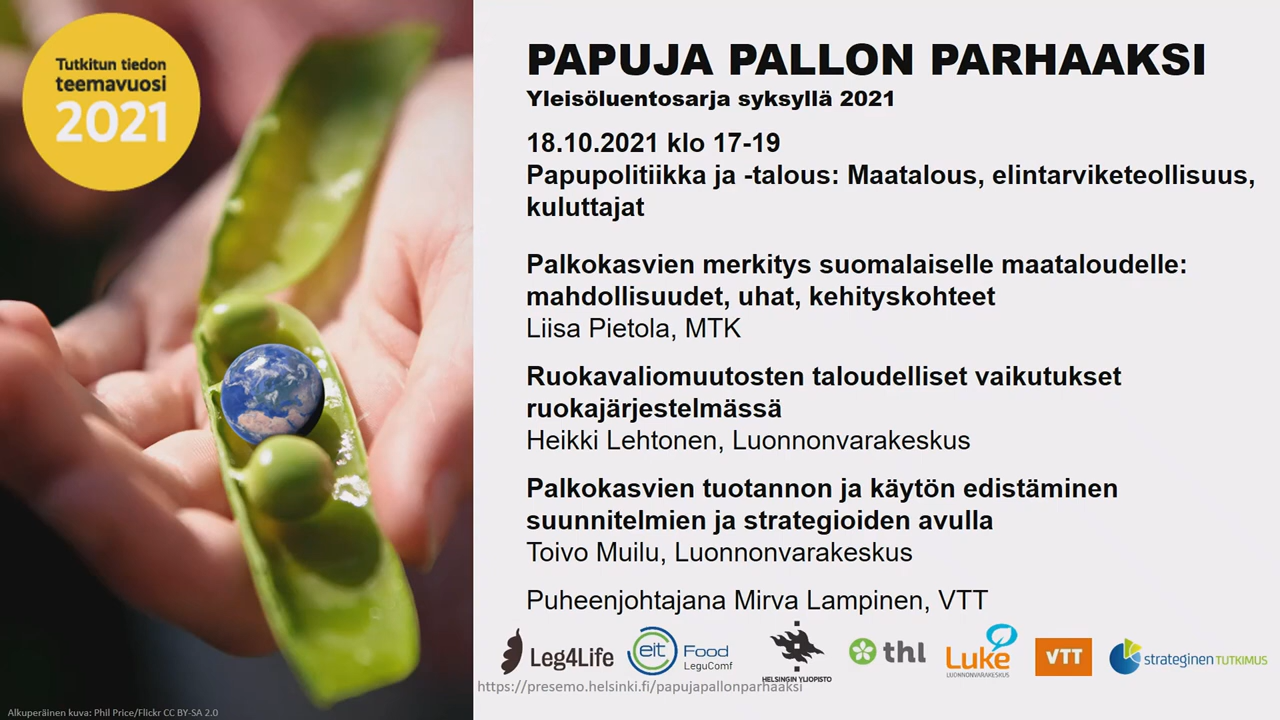 Tutkitun tiedon
teemavuosi
2021
PAPUJA PALLON PARHAAKSI
Yleisöluentosarja syksyllä 2021
18.10.2021 klo 17-19
Papupolitiikka ja -talous: Maatalous, elintarviketeollisuus,
kuluttajat
Palkokasvien merkitys suomalaiselle maataloudelle:
mahdollisuudet, uhat, kehityskohteet
Liisa Pietola, MTK
Ruokavaliomuutosten taloudelliset vaikutukset
ruokajärjestelmässä
Heikki Lehtonen, Luonnonvarakeskus
Palkokasvien tuotannon ja käytön edistäminen
suunnitelmien ja strategioiden avulla
Toivo Muilu, Luonnonvarakeskus
Puheenjohtajana Mirva Lampinen, VTT
Leg4Life
eit Food
LeguComf
HELSINGIN YLIOPISTO
thl
Luke
LUONNONVARAKESKUS
VTT
strateginen TUTKIMUS
https://presemo.helsinki.fi/papujapallonparhaaksi
Alkuperäinen kuva: Phil Price/Flickr CC BY-SA 2.0